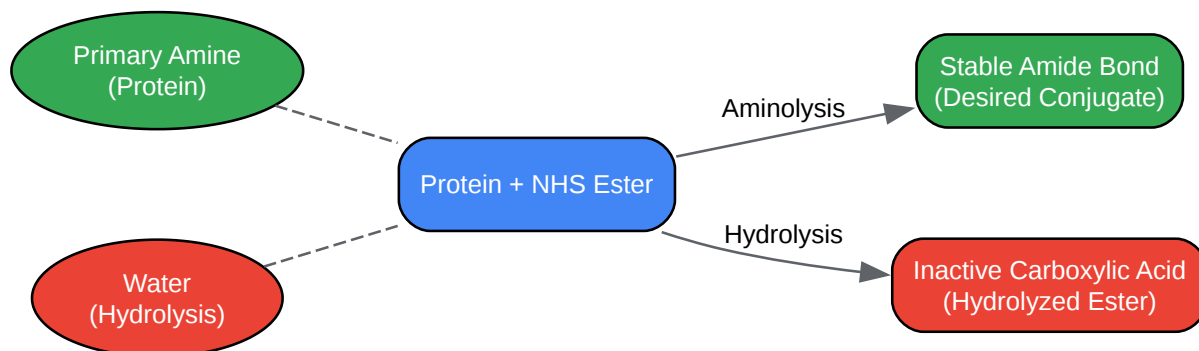 Primary Amine
(Protein)
Stable Amide Bond
(Desired Conjugate)
Aminolysis
Protein + NHS Ester
Hydrolysis
Water
(Hydrolysis)
Inactive Carboxylic Acid
(Hydrolyzed Ester)